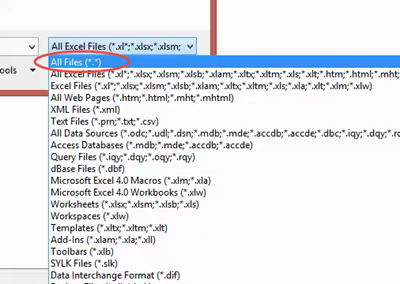 All Excel Files (*.xl*;*.xlsx;*.xlsm;
All Files (*.*)
ools
All Excel Files (*.xl*;*.xlsx;*.xlsm;*.xlsb;*.xlam;*.xltx;*.xltm;*.xls;*.xlt;*.htm;*.html;*.mht;
Excel Files (*.xl*;*.xlsx;*.xlsm;*.xlsb;*.xlam;*.xltx;*.xltm;*.xls;*.xla;*.xlt;*.xlm;*.xlw)
All Web Pages (*.htm;*.html;*.mht;*.mhtml)
XML Files (*.xml)
Text Files (*.prn;*.txt;*.csv)
All Data Sources (*.odc;*.udl;*.dsn;*.mdb;*.mde;*.accdb;*.accde;*.dbc;*.iqy;*.dqy;
Access Databases (*.mdb;*.mde;*.accdb;*.accde)
Query Files (*.iqy;*.dqy;*.oqy;*.rqy)
dBase Files (*.dbf)
Microsoft Excel 4.0 Macros (*.xlm;*.xla)
Microsoft Excel 4.0 Workbooks (*.xlw)
Worksheets (*.xlsx;*.xlsm;*.xlsb;*.xls)
Workspaces (*.xlw)
Templates (*.xltx;*.xltm;*.xlt)
Add-Ins (*.xlam;*.xla;*.xll)
Toolbars (*.xlb)
SYLK Files (*.slk)
Data Interchange Format (*.dif)